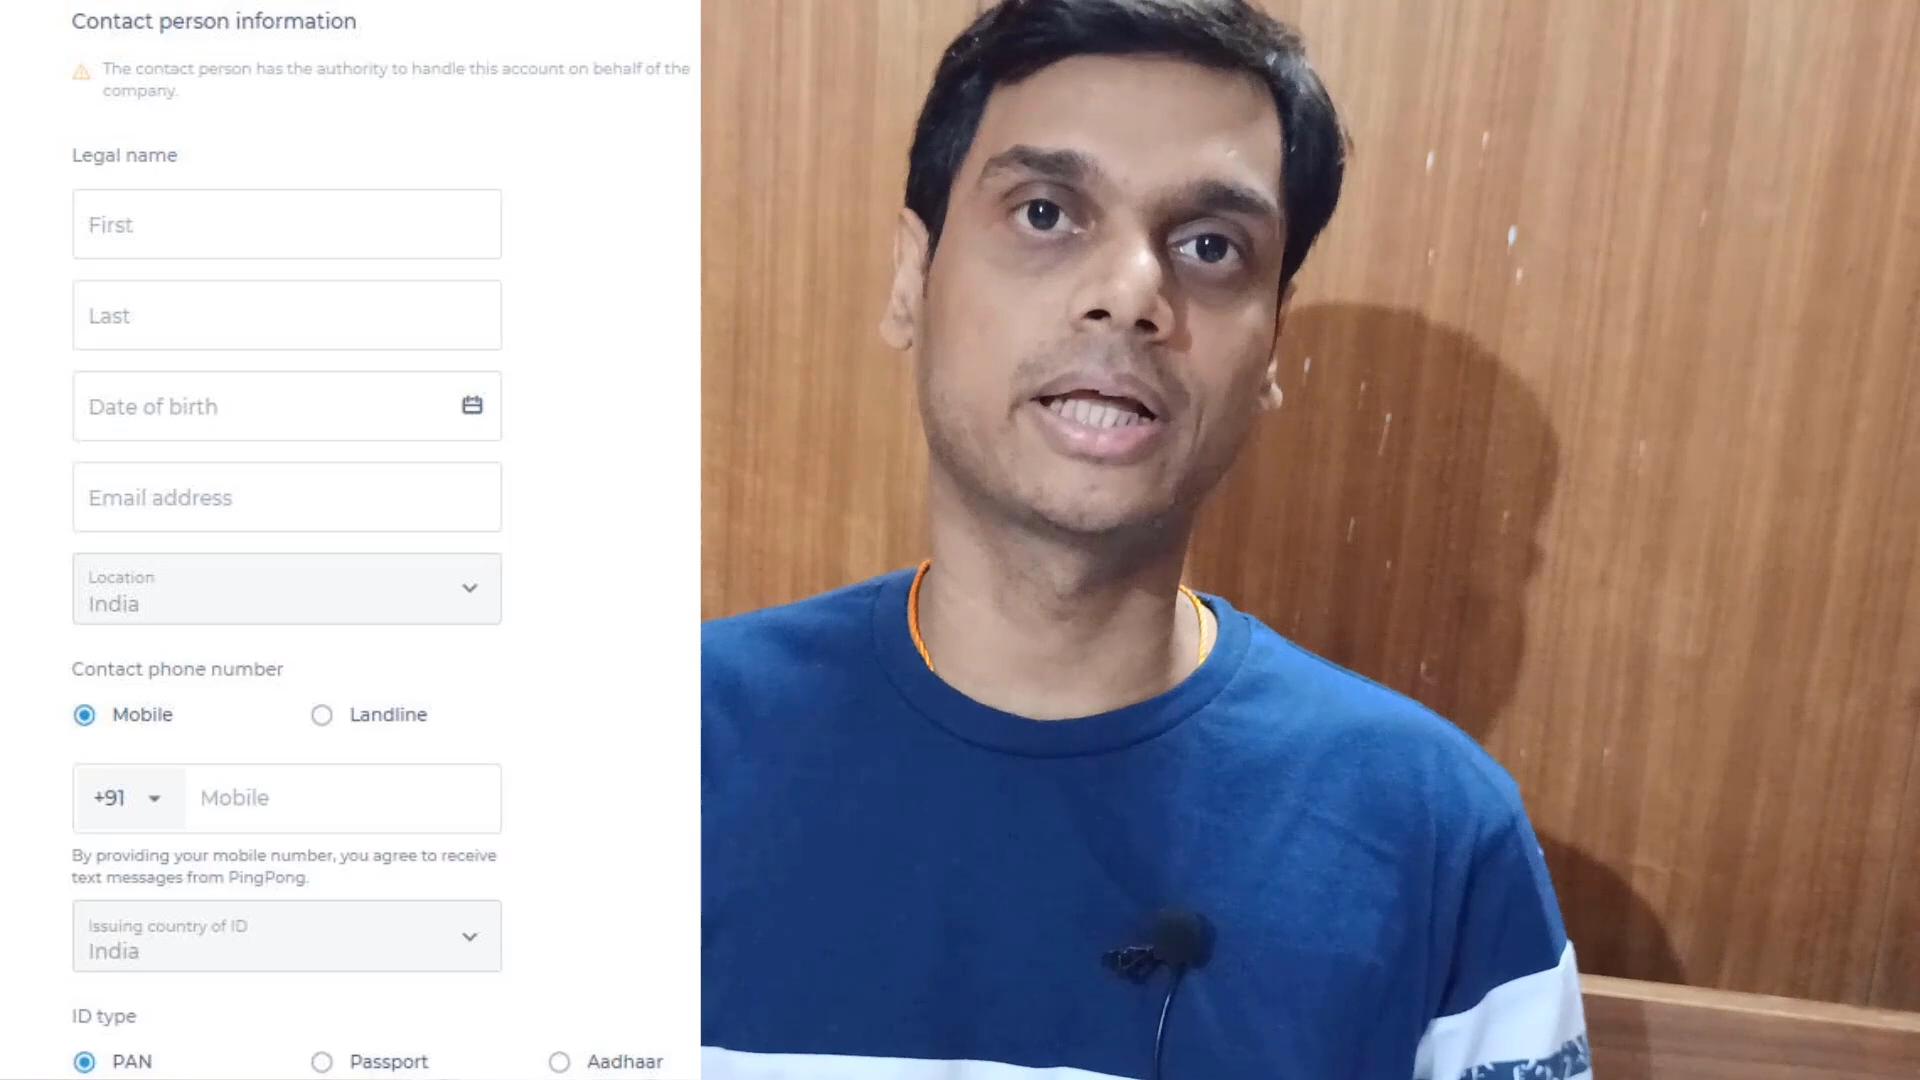 Contact person information
The contact person has the authority to handle this account on behalf of the
company.
Legal name
First
Last
Date of birth
Email address
Location
India
Contact phone number
Mobile Landline
+91 Mobile
By providing your mobile number, you agree to receive
text messages from PingPong.
Issuing country of ID
India
ID type
PAN Passport Aadhaar